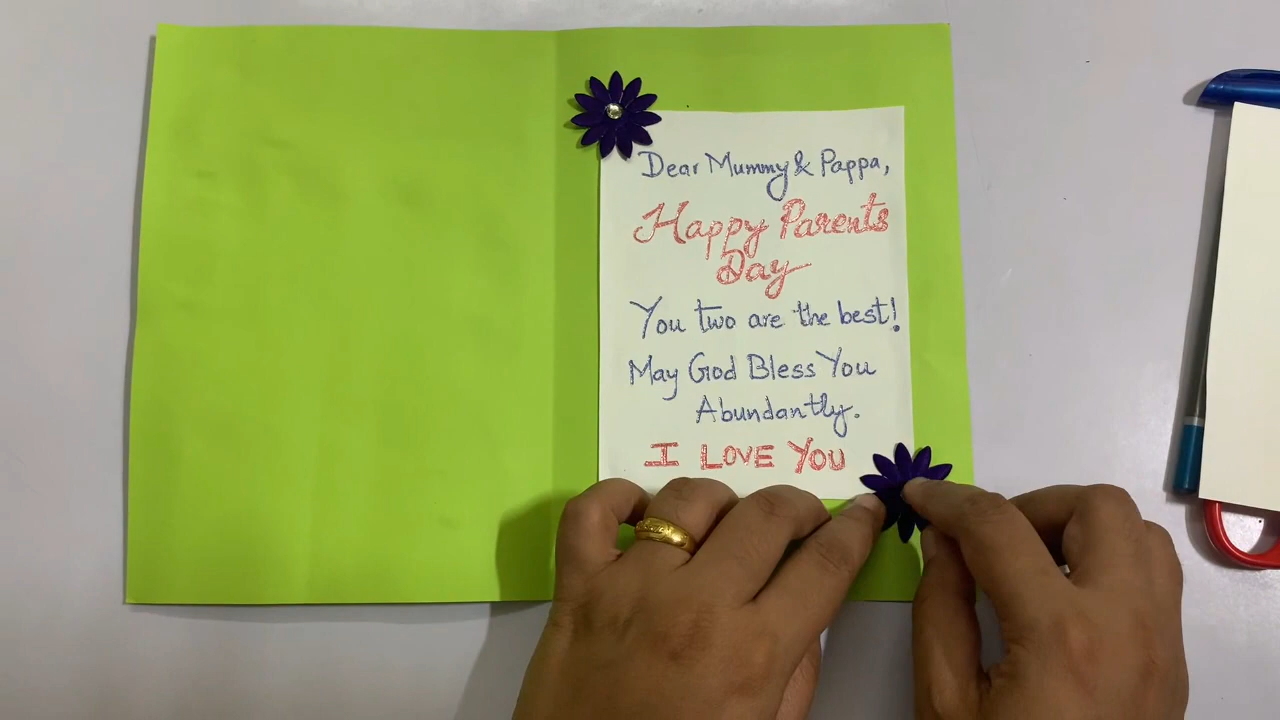 Dear Mummy & Pappa,
Happy Parents
Day
You two are the best!
May God Bless You
Abundantly.
I LOVE YOU